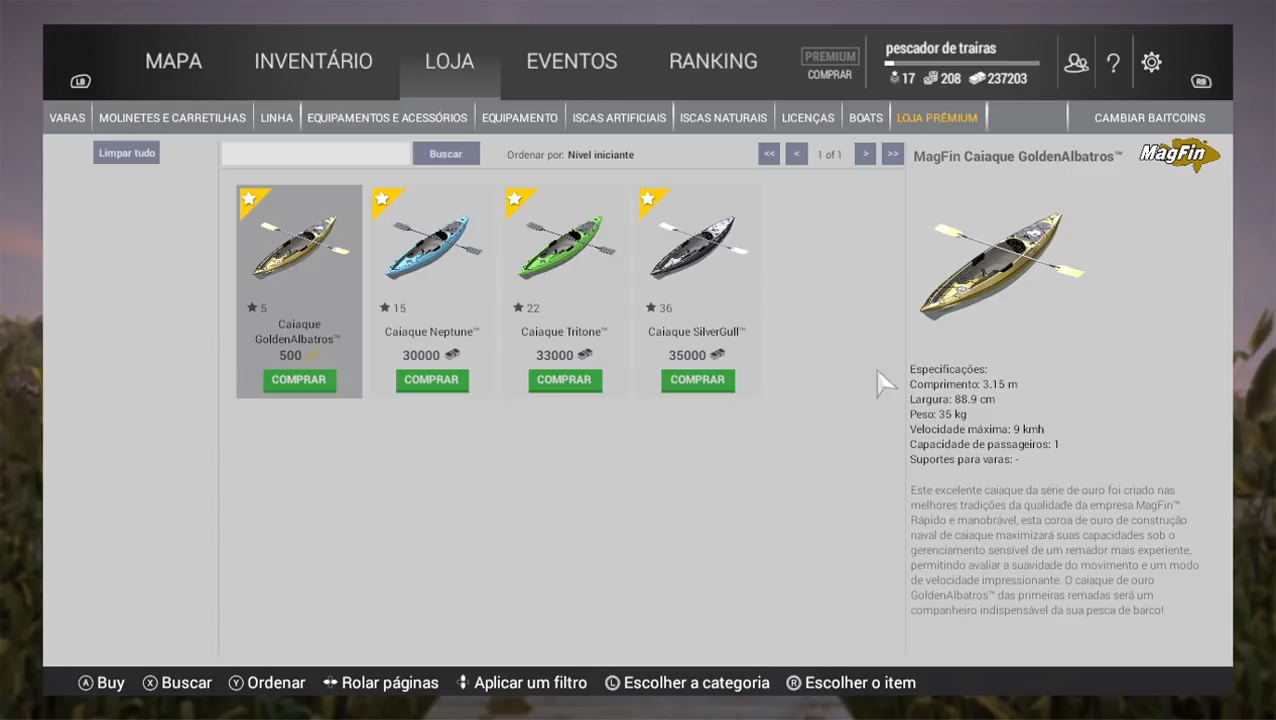 MAPA INVENTÁRIO LOJA EVENTOS RANKING
PREMIUM
COMPRAR
pescador de trairas
17 208 237203
?
LB
RB
VARAS MOLINETES E CARRETILHAS LINHA EQUIPAMENTOS E ACESSÓRIOS EQUIPAMENTO ISCAS ARTIFICIAIS ISCAS NATURAIS LICENÇAS BOATS LOJA PRÉMIUM CAMBIAR BAITCOINS
Limpar tudo
Buscar
Ordenar por: Nível iniciante
<< < 1 of 1 > >>
5
Caiaque
GoldenAlbatros™
500
COMPRAR
15
Caiaque Neptune™
30000
COMPRAR
22
Caiaque Tritone™
33000
COMPRAR
36
Caiaque SilverGull™
35000
COMPRAR
MagFin Caiaque GoldenAlbatros™
MagFin
Especificações:
Comprimento: 3.15 m
Largura: 88.9 cm
Peso: 35 kg
Velocidade máxima: 9 kmh
Capacidade de passageiros: 1
Suportes para varas: -
Este excelente caiaque da série de ouro foi criado nas
melhores tradições da qualidade da empresa MagFin™.
Rápido e manobrável, esta coroa de ouro de construção
naval de caiaque maximizará suas capacidades sob o
gerenciamento sensível de um remador mais experiente,
permitindo avaliar a suavidade do movimento e um modo
de velocidade impressionante. O caiaque de ouro
GoldenAlbatros™ das primeiras remadas será um
companheiro indispensável da sua pesca de barco!
A Buy X Buscar Y Ordenar Rolar páginas Aplicar um filtro L Escolher a categoria R Escolher o item